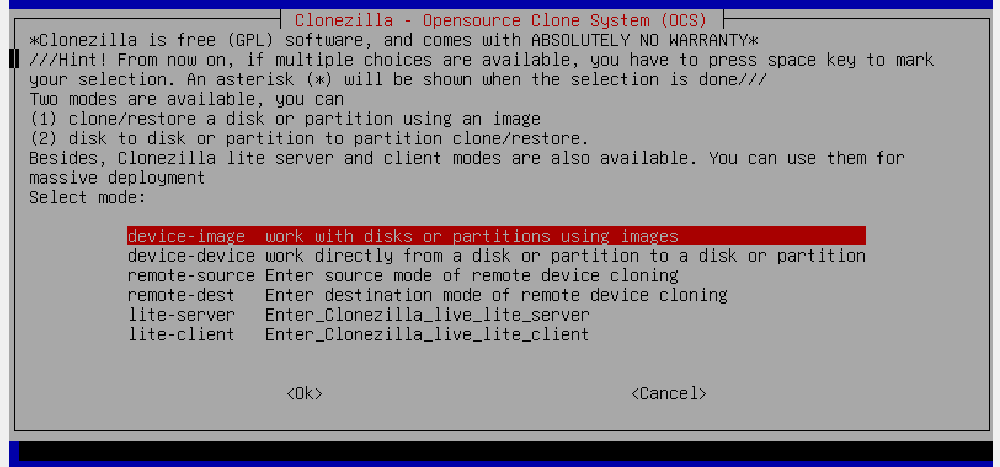 Clonezilla - Opensource Clone System (OCS)
*Clonezilla is free (GPL) software, and comes with ABSOLUTELY NO WARRANTY*
///Hint! From now on, if multiple choices are available, you have to press space key to mark
your selection. An asterisk (*) will be shown when the selection is done///
Two modes are available, you can
(1) clone/restore a disk or partition using an image
(2) disk to disk or partition to partition clone/restore.
Besides, Clonezilla lite server and client modes are also available. You can use them for
massive deployment
Select mode:
device-image work with disks or partitions using images
device-device work directly from a disk or partition to a disk or partition
remote-source Enter source mode of remote device cloning
remote-dest Enter destination mode of remote device cloning
lite-server Enter_Clonezilla_live_lite_server
lite-client Enter_Clonezilla_live_lite_client
<Ok> <Cancel>